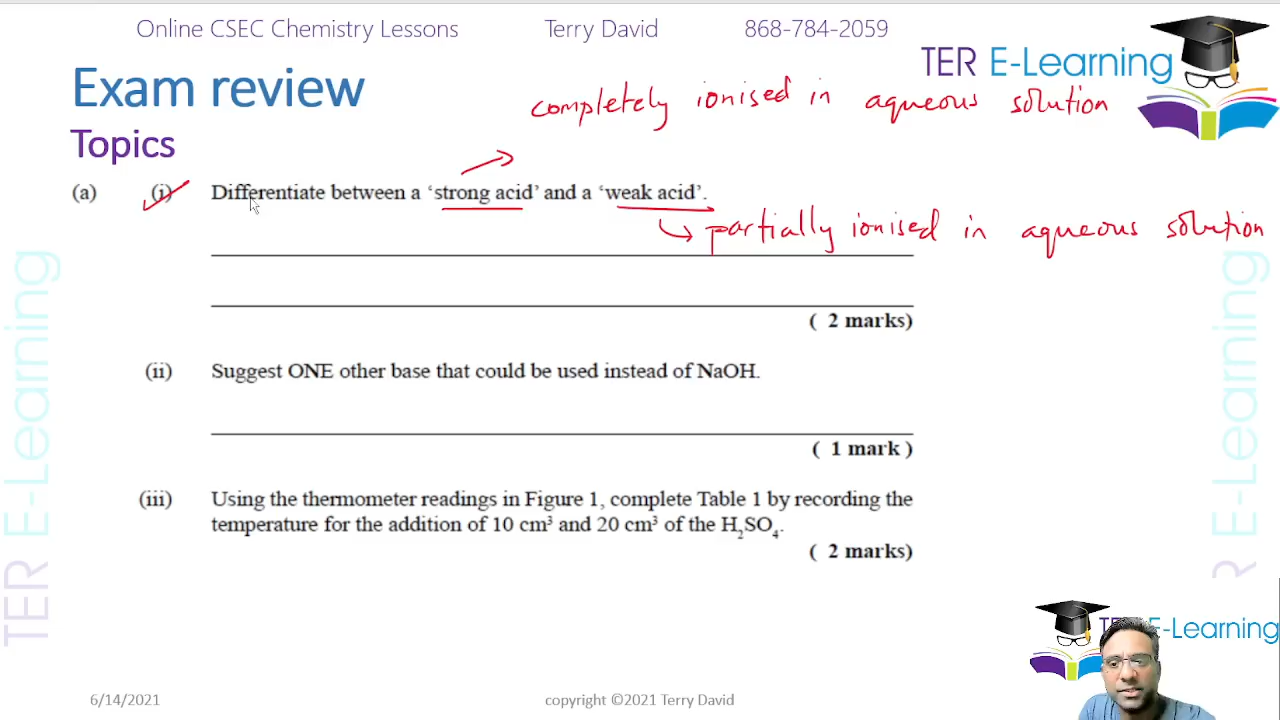 Online CSEC Chemistry Lessons Terry David 868-784-2059
TER E-Learning
Exam review
completely ionised in aqueous solution
Topics
(a) (i) Differentiate between a ‘strong acid’ and a ‘weak acid’.
partially ionised in aqueous solution
( 2 marks)
(ii) Suggest ONE other base that could be used instead of NaOH.
( 1 mark )
(iii) Using the thermometer readings in Figure 1, complete Table 1 by recording the
temperature for the addition of 10 cm³ and 20 cm³ of the H₂SO₄.
( 2 marks)
TER E-Learning
E-Learning
E-Learning
6/14/2021 copyright ©2021 Terry David